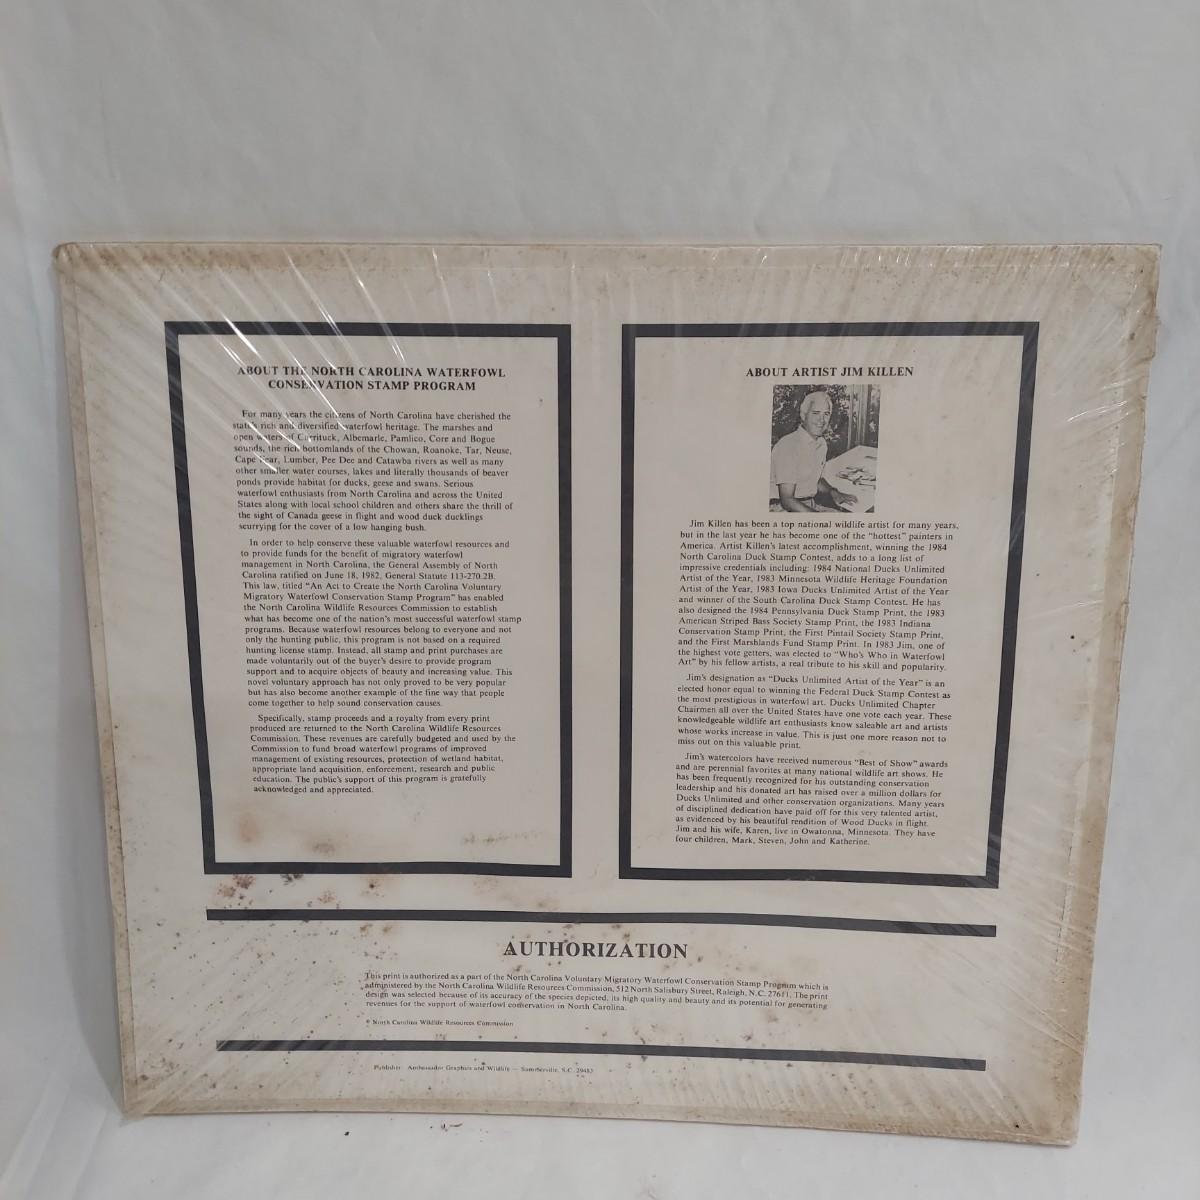 ABOUT THE NORTH CAROLINA WATERFOWL
CONSERVATION STAMP PROGRAM
For many years the citizens of North Carolina have cherished the
state's rich and diversified waterfowl heritage. The marshes and
open waters of Currituck, Albemarle, Pamlico, Core and Bogue
sounds, the rich bottomlands of the Chowan, Roanoke, Tar, Neuse,
Cape Fear, Lumber, Pee Dee and Catawba rivers as well as many
other smaller water courses, lakes and literally thousands of beaver
ponds provide habitat for ducks, geese and swans. Serious
waterfowl enthusiasts from North Carolina and across the United
States along with local school children and others share the thrill of
the sight of Canada geese in flight and wood duck ducklings
scurrying for the cover of a low hanging bush.
In order to help conserve these valuable waterfowl resources and
to provide funds for the benefit of migratory waterfowl
management in North Carolina, the General Assembly of North
Carolina ratified on June 18, 1982, General Statute 113-270.2B.
This law, titled "An Act to Create the North Carolina Voluntary
Migratory Waterfowl Conservation Stamp Program" has enabled
the North Carolina Wildlife Resources Commission to establish
what has become one of the nation's most successful waterfowl stamp
programs. Because waterfowl resources belong to everyone and not
only the hunting public, this program is not based on a required
hunting license stamp. Instead, all stamp and print purchases are
made voluntarily out of the buyer's desire to provide program
support and to acquire objects of beauty and increasing value. This
novel voluntary approach has not only proved to be very popular
but has also become another example of the fine way that people
come together to help sound conservation causes.
Specifically, stamp proceeds and a royalty from every print
produced are returned to the North Carolina Wildlife Resources
Commission. These revenues are carefully budgeted and used by the
Commission to fund broad waterfowl programs of improved
management of existing resources, protection of wetland habitat,
appropriate land acquisition, enforcement, research and public
education. The public's support of this program is gratefully
acknowledged and appreciated.
ABOUT ARTIST JIM KILLEN
Jim Killen has been a top national wildlife artist for many years,
but in the last year he has become one of the "hottest" painters in
America. Artist Killen's latest accomplishment, winning the 1984
North Carolina Duck Stamp Contest, adds to a long list of
impressive credentials including: 1984 National Ducks Unlimited
Artist of the Year, 1983 Minnesota Wildlife Heritage Foundation
Artist of the Year, 1983 Iowa Ducks Unlimited Artist of the Year
and winner of the South Carolina Duck Stamp Contest. He has
also designed the 1984 Pennsylvania Duck Stamp Print, the 1983
American Striped Bass Society Stamp Print, the 1983 Indiana
Conservation Stamp Print, the First Pintail Society Stamp Print,
and the First Marshlands Fund Stamp Print. In 1983 Jim, one of
the highest vote getters, was elected to "Who's Who in Waterfowl
Art" by his fellow artists, a real tribute to his skill and popularity.
Jim's designation as "Ducks Unlimited Artist of the Year" is an
elected honor equal to winning the Federal Duck Stamp Contest as
the most prestigious in waterfowl art. Ducks Unlimited Chapter
Chairmen all over the United States have one vote each year. These
knowledgeable wildlife art enthusiasts know saleable art and artists
whose works increase in value. This is just one more reason not to
miss out on this valuable print.
Jim's watercolors have received numerous "Best of Show" awards
and are perennial favorites at many national wildlife art shows. He
has been frequently recognized for his outstanding conservation
leadership and his donated art has raised over a million dollars for
Ducks Unlimited and other conservation organizations. Many years
of disciplined dedication have paid off for this very talented artist,
as evidenced by his beautiful rendition of Wood Ducks in flight.
Jim and his wife, Karen, live in Owatonna, Minnesota. They have
four children, Mark, Steven, John and Katherine.
AUTHORIZATION
This print is authorized as a part of the North Carolina Voluntary Migratory Waterfowl Conservation Stamp Program which is
administered by the North Carolina Wildlife Resources Commission, 512 North Salisbury Street, Raleigh, N.C. 27611. The print
design was selected because of its accuracy of the species depicted, its high quality and beauty and its potential for generating
revenues for the support of waterfowl conservation in North Carolina.
© North Carolina Wildlife Resources Commission
Publisher: Ambassador Graphics and Wildlife — Summerville, S.C. 29483